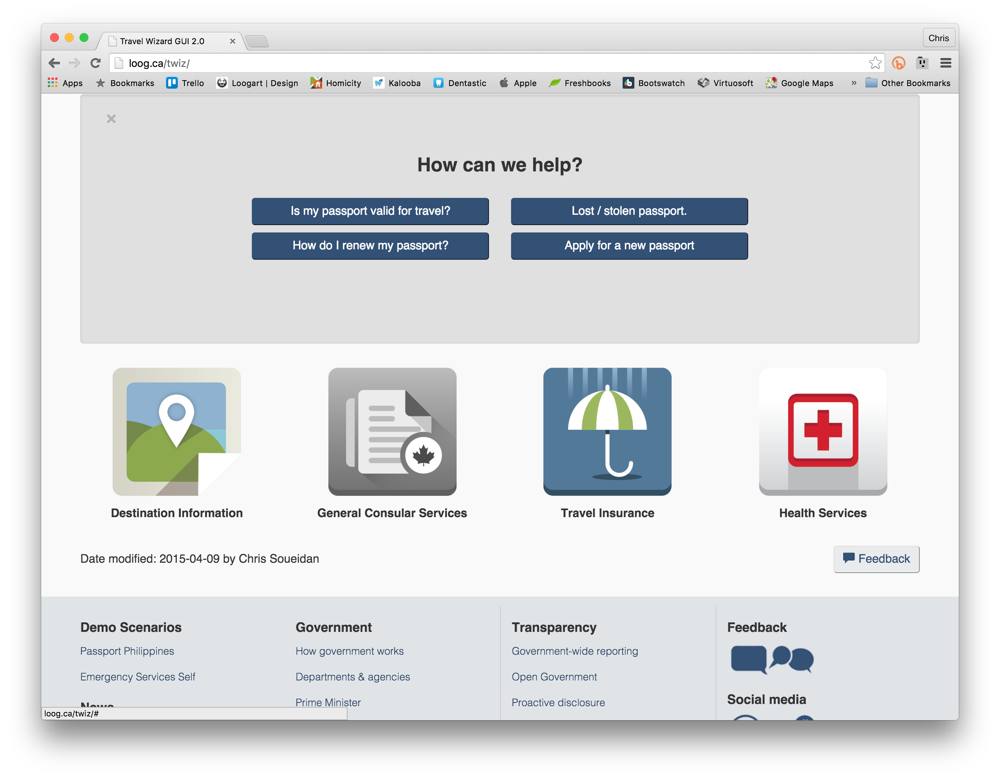 Travel Wizard GUI 2.0
Chris
loog.ca/twiz/
Apps Bookmarks Trello Loogart | Design Homicity Kalooba Dentastic Apple Freshbooks Bootswatch Virtuosoft Google Maps » Other Bookmarks
How can we help?
Is my passport valid for travel? Lost / stolen passport.
How do I renew my passport? Apply for a new passport
Destination Information General Consular Services Travel Insurance Health Services
Date modified: 2015-04-09 by Chris Soueidan
Feedback
Demo Scenarios Government Transparency Feedback
Passport Philippines How government works Government-wide reporting
Emergency Services Self Departments & agencies Open Government
Social media
News Prime Minister Proactive disclosure
loog.ca/twiz/#